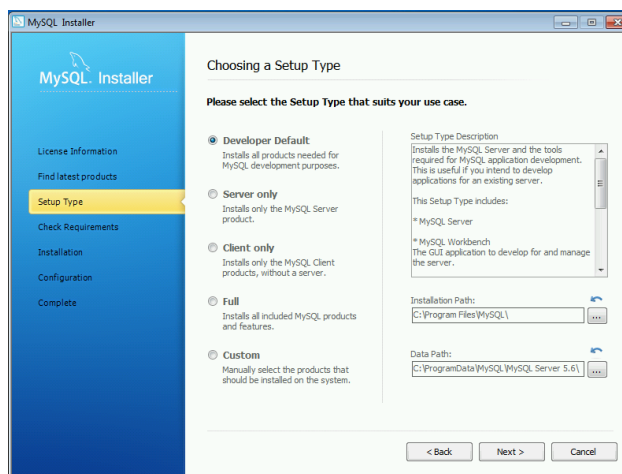 MySQL Installer
MySQL. Installer
License Information
Find latest products
Setup Type
Check Requirements
Installation
Configuration
Complete
Choosing a Setup Type
Please select the Setup Type that suits your use case.
Developer Default
Installs all products needed for
MySQL development purposes.
Server only
Installs only the MySQL Server
product.
Client only
Installs only the MySQL Client
products, without a server.
Full
Installs all included MySQL products
and features.
Custom
Manually select the products that
should be installed on the system.
Setup Type Description
Installs the MySQL Server and the tools
required for MySQL application development.
This is useful if you intend to develop
applications for an existing server.
This Setup Type includes:
* MySQL Server
* MySQL Workbench
The GUI application to develop for and manage
the server.
Installation Path:
C:\Program Files\MySQL\
...
Data Path:
C:\ProgramData\MySQL\MySQL Server 5.6\
...
< Back
Next >
Cancel